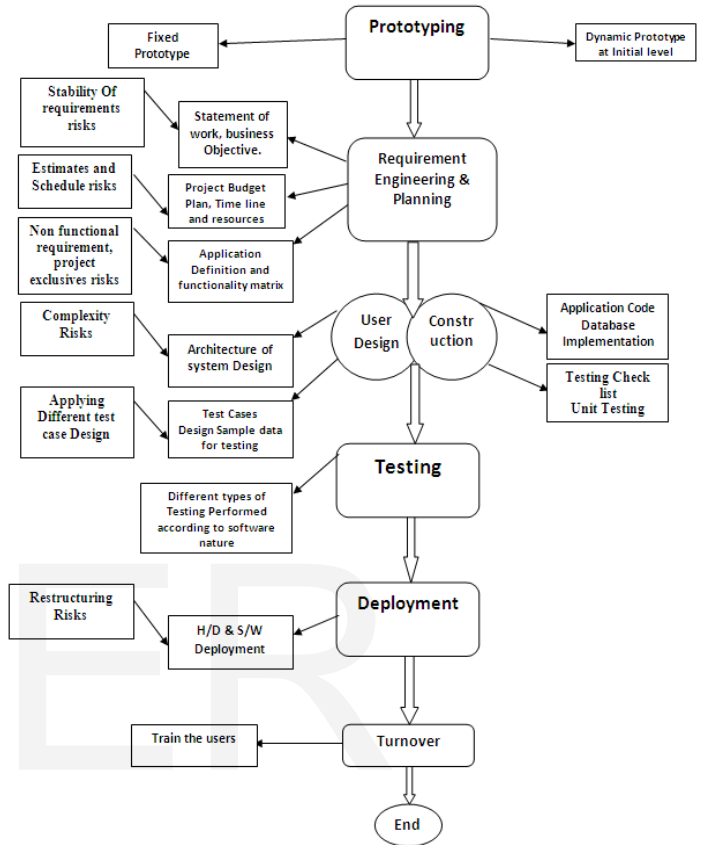 Prototyping
Fixed
Prototype
Dynamic Prototype
at Initial level
Stability Of
requirements
risks
Statement
of work, business
Objective.
Requirement
Engineering &
Planning
Estimates and
Schedule risks
Project Budget
Plan, Time line
and resources
Non functional
requirement,
project
exclusives risks
Application
Definition and
functionality matrix
Complexity
Risks
User
Design
Constr
uction
Application Code
Database
Implementation
Architecture of
system Design
Testing Check
list
Unit Testing
Applying
Different test
case Design
Test Cases
Design Sample data
for testing
Testing
Different types of
Testing Performed
according to software
nature
Deployment
Restructuring
Risks
H/D & S/W
Deployment
Train the users
Turnover
End
ER